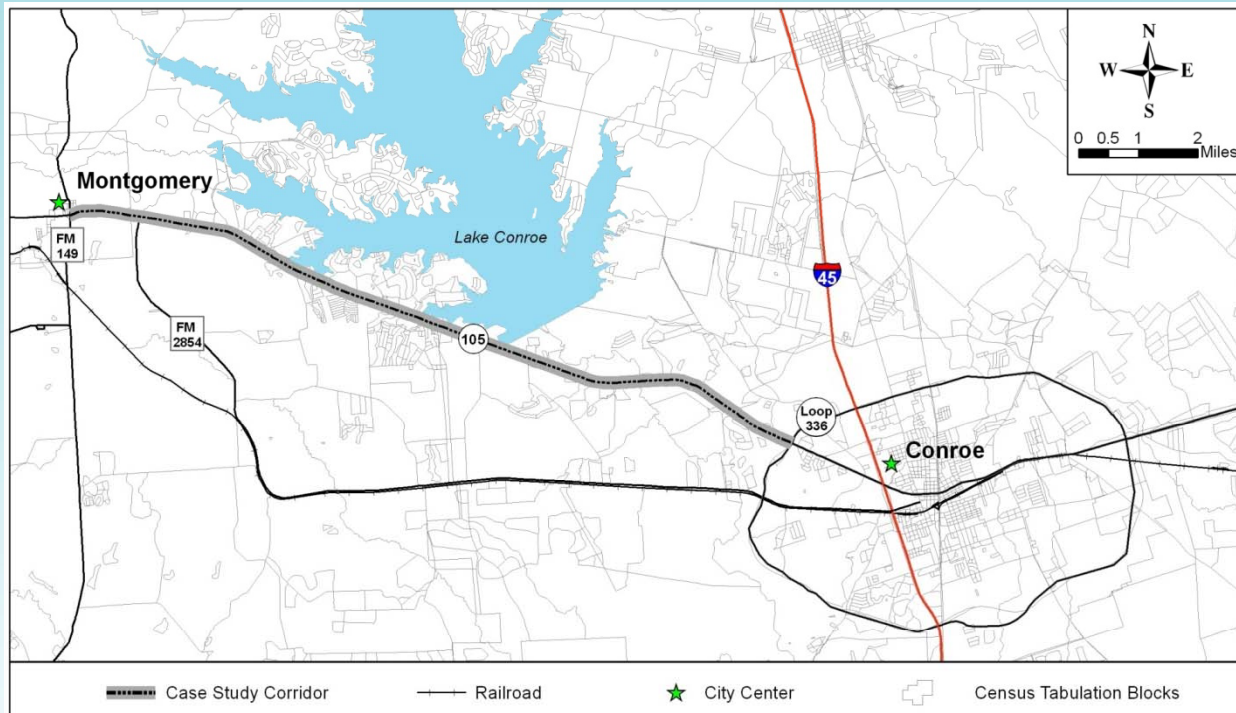 N
W E
S
0 0.5 1 2
Miles
Montgomery
FM
149
Lake Conroe
45
FM
2854
105
Loop
336
Conroe
Case Study Corridor
Railroad
City Center
Census Tabulation Blocks